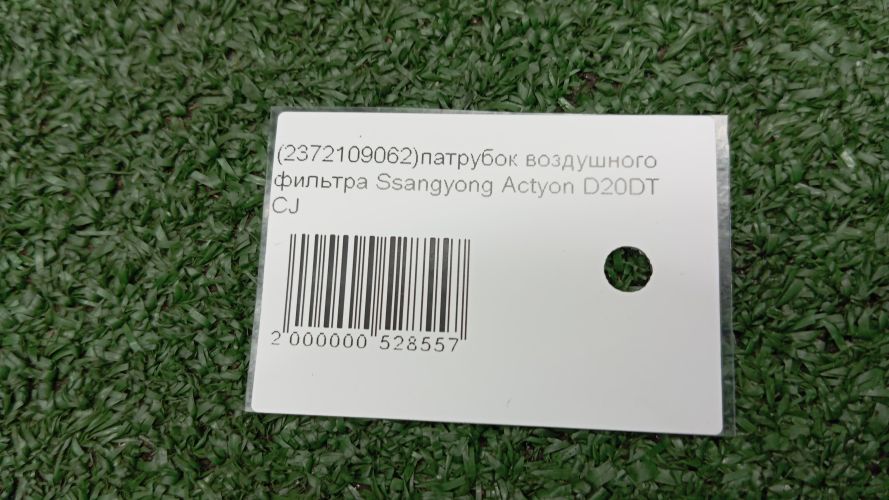 (2372109062)патрубок воздушного
фильтра Ssangyong Actyon D20DT
CJ
2 000000 528557